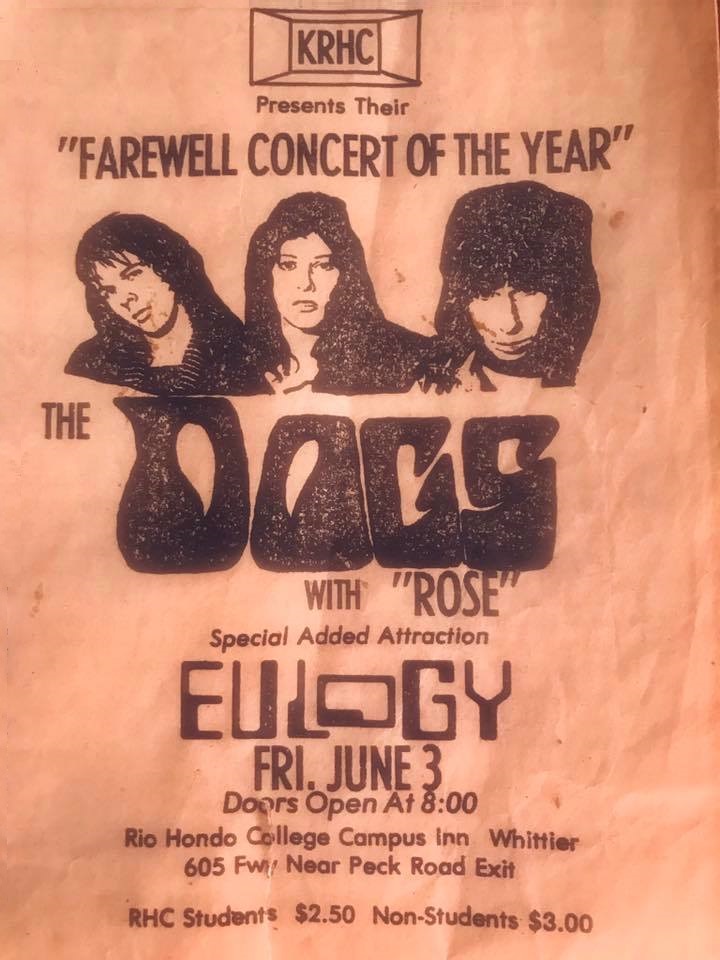 KRHC
Presents Their
"FAREWELL CONCERT OF THE YEAR"
THE DOGS
WITH "ROSE"
Special Added Attraction
EULOGY
FRI. JUNE 3
Doors Open At 8:00
Rio Hondo College Campus Inn Whittier
605 Fwy Near Peck Road Exit
RHC Students $2.50 Non-Students $3.00